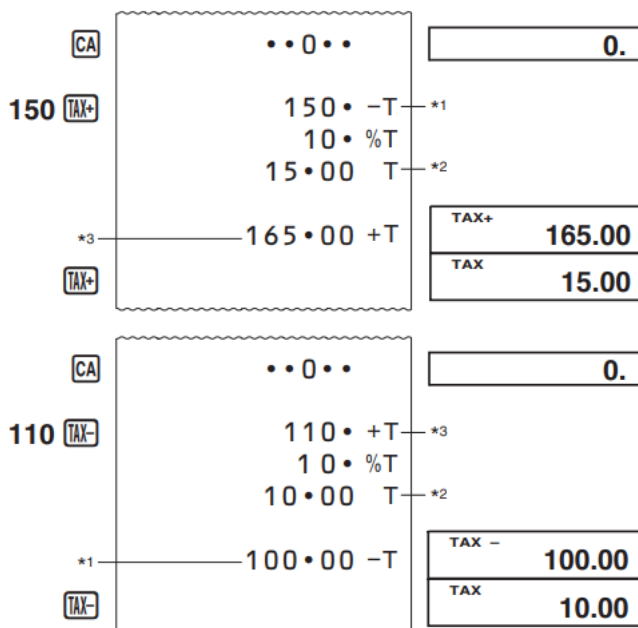 CA ••0•• 0.
150 TAX+ 150• –T *1
10• %T
15•00 T *2
*3 165•00 +T TAX+ 165.00
TAX+ TAX 15.00
CA ••0•• 0.
110 TAX– 110• +T *3
10• %T
10•00 T *2
*1 100•00 –T TAX – 100.00
TAX– TAX 10.00